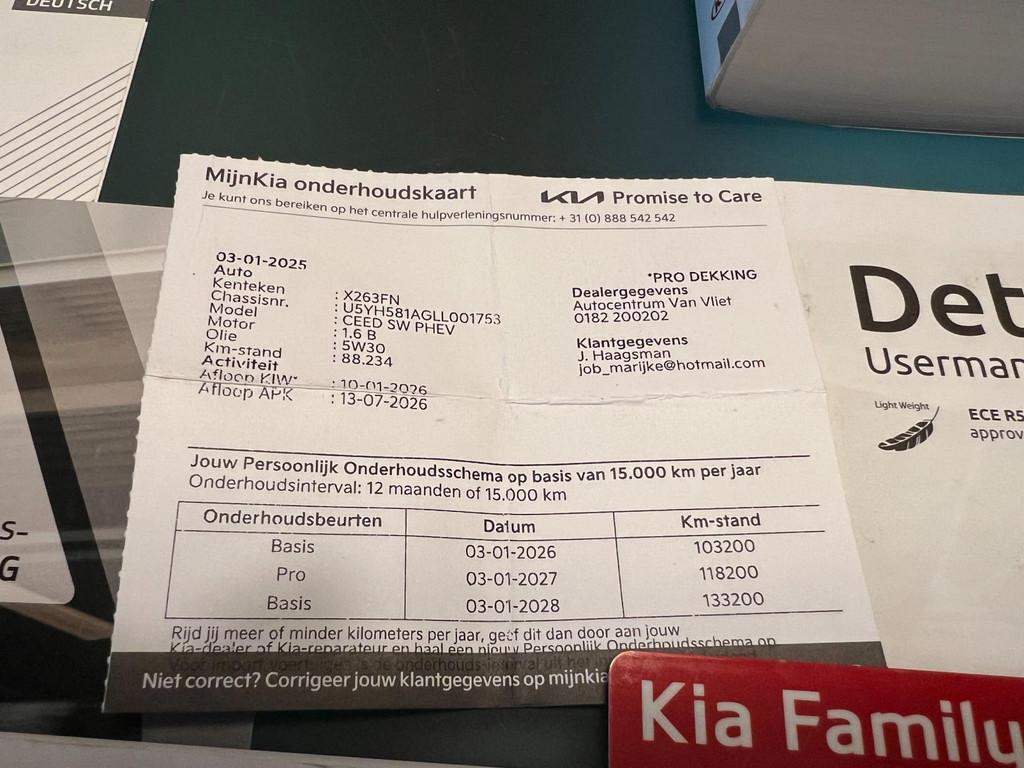 DEUTSCH
MijnKia onderhoudskaart
KIA Promise to Care
Je kunt ons bereiken op het centrale hulpverleningsnummer: + 31 (0) 888 542 542
03-01-2025
Auto
Kenteken : X263FN
Chassisnr. : U5YH581AGLL001753
Model : CEED SW PHEV
Motor : 1.6 B
Olie : 5W30
Km-stand : 88.234
Activiteit
Afloop KIW* : 10-01-2026
Afloop APK : 13-07-2026
*PRO DEKKING
Dealergegevens
Autocentrum Van Vliet
0182 200202
Klantgegevens
J. Haagsman
job_marijke@hotmail.com
Jouw Persoonlijk Onderhoudsschema op basis van 15.000 km per jaar
Onderhoudsinterval: 12 maanden of 15.000 km
Onderhoudsbeurten Datum Km-stand
Basis 03-01-2026 103200
Pro 03-01-2027 118200
Basis 03-01-2028 133200
Rijd jij meer of minder kilometers per jaar, geef dit dan door aan jouw
Kia-dealer of Kia-reparateur en haal een nieuw Persoonlijk Onderhoudsschema op
Niet correct? Corrigeer jouw klantgegevens op mijnkia
Det
Userman
Light Weight
ECE R5
approv
S-
G
Kia Family